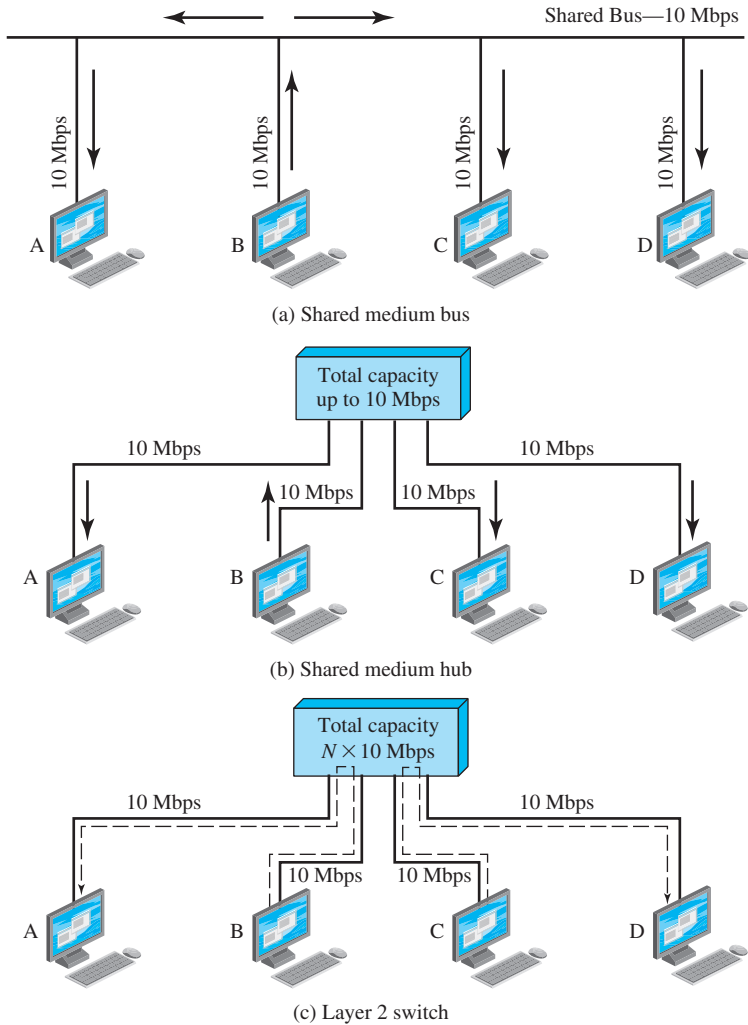 Shared Bus—10 Mbps
10 Mbps
10 Mbps
10 Mbps
10 Mbps
A
B
C
D
(a) Shared medium bus
Total capacity
up to 10 Mbps
10 Mbps
10 Mbps
10 Mbps
10 Mbps
A
B
C
D
(b) Shared medium hub
Total capacity
N × 10 Mbps
10 Mbps
10 Mbps
10 Mbps
10 Mbps
A
B
C
D
(c) Layer 2 switch